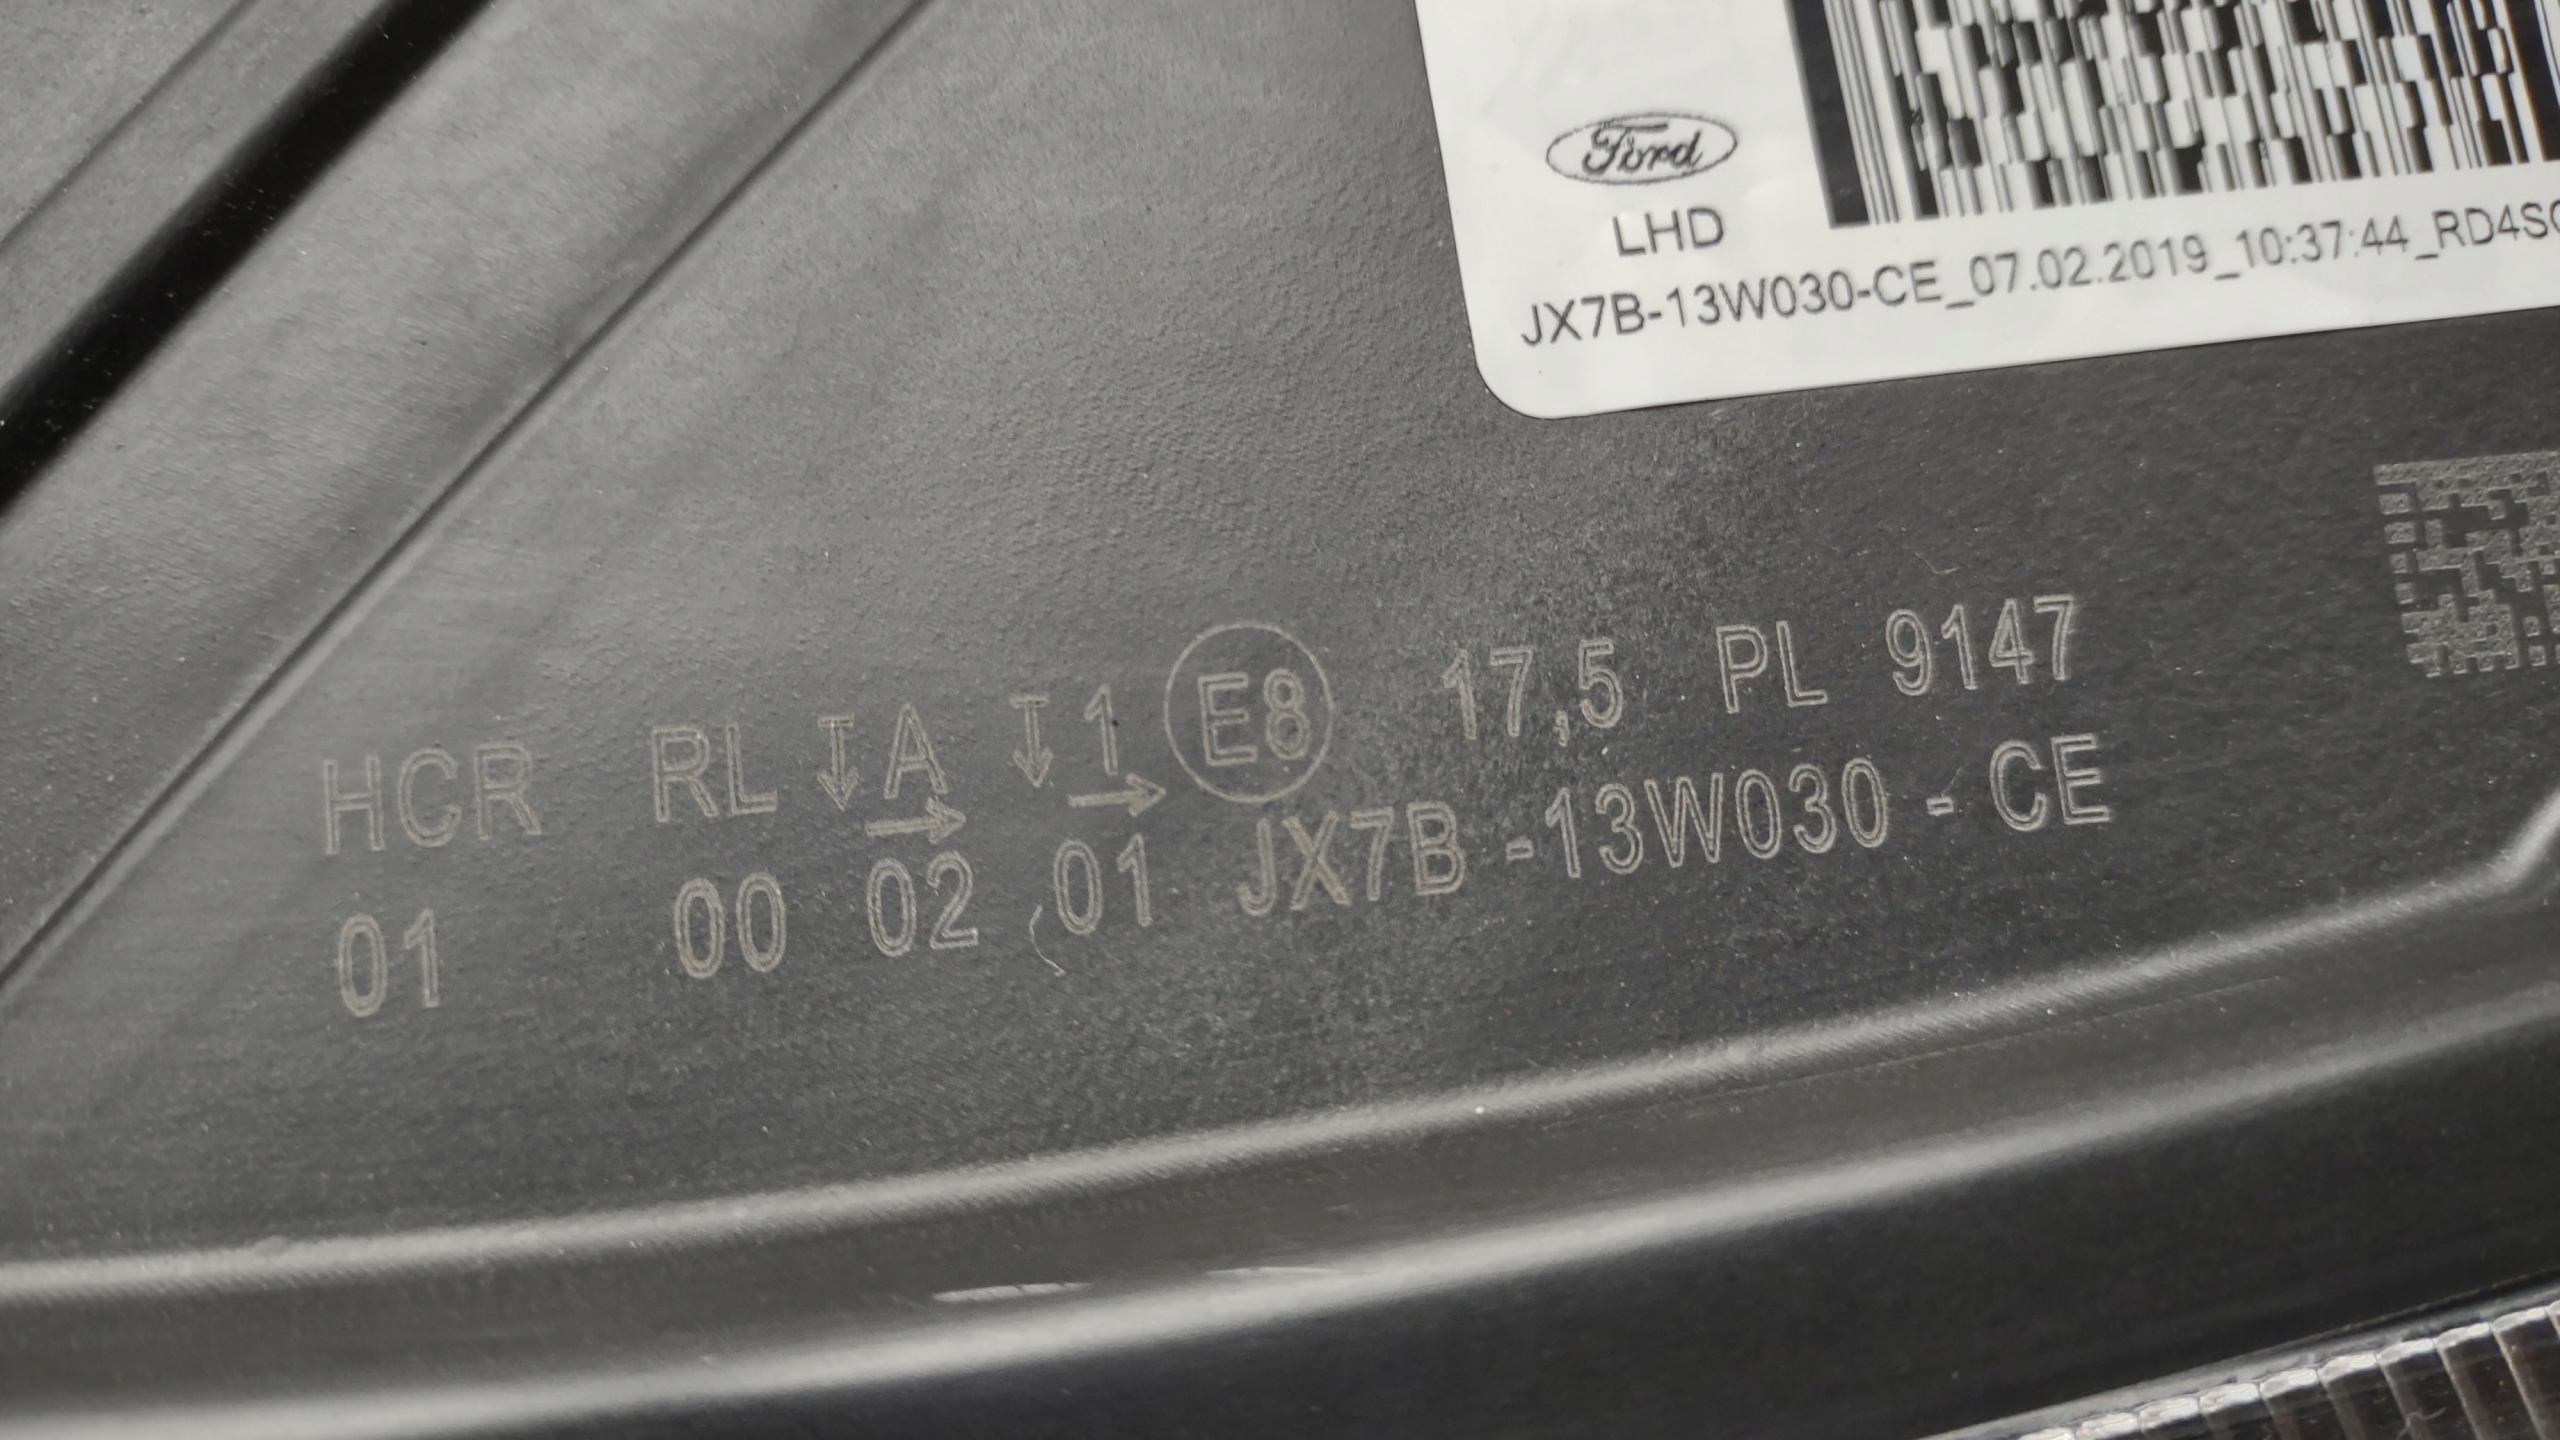 Ford
LHD
JX7B-13W030-CE_07.02.2019_10:37:44_RD4S
HCR RL ↧ A ↧ 1 E8 17,5 PL 9147
→ →
01 00 02 01 JX7B -13W030 - CE